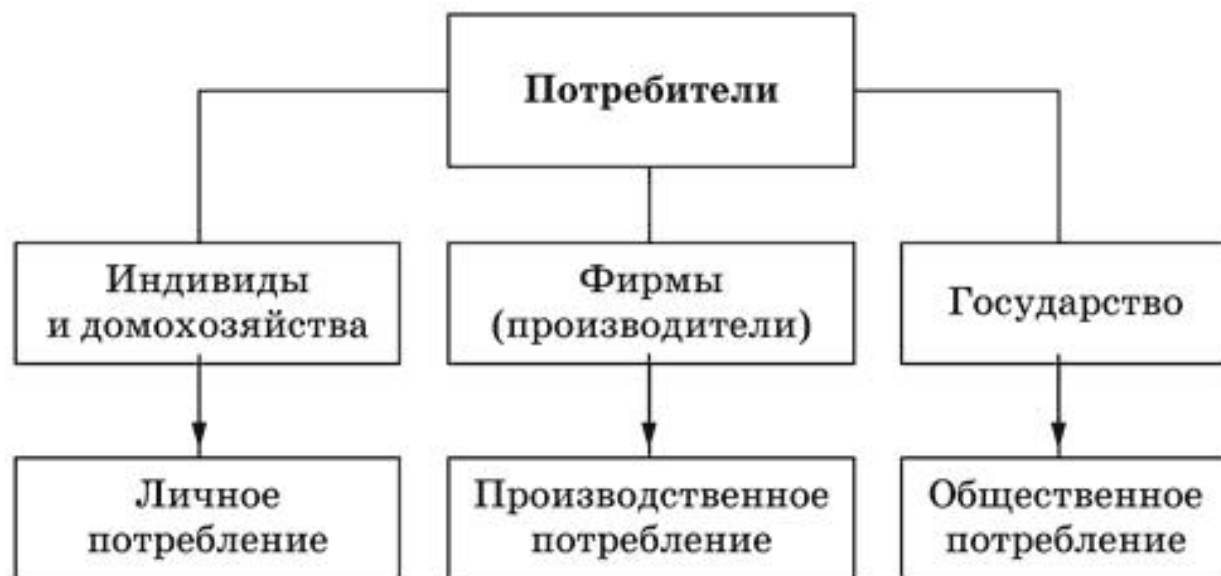 Потребители
Индивиды
и домохозяйства
Фирмы
(производители)
Государство
Личное
потребление
Производственное
потребление
Общественное
потребление